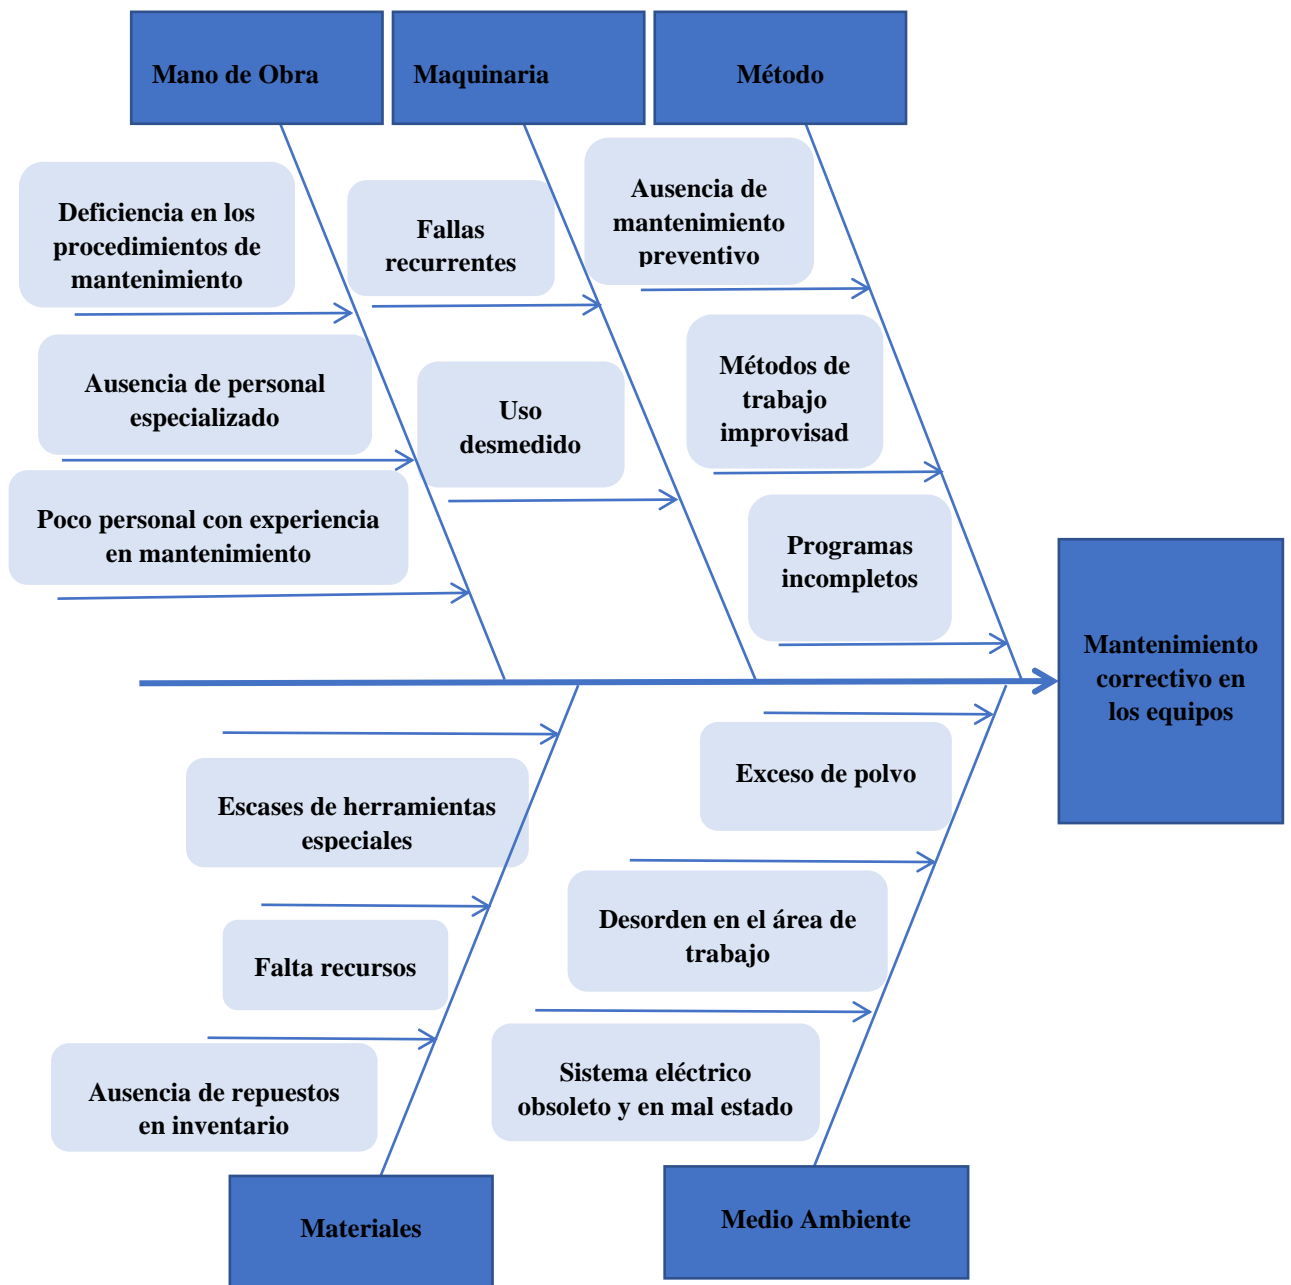 Mano de Obra
Maquinaria
Método
Deficiencia en los
procedimientos de
mantenimiento
Ausencia de personal
especializado
Poco personal con experiencia
en mantenimiento
Fallas
recurrentes
Uso
desmedido
Ausencia de
mantenimiento
preventivo
Métodos de
trabajo
improvisad
Programas
incompletos
Mantenimiento
correctivo en
los equipos
Escases de herramientas
especiales
Falta recursos
Ausencia de repuestos
en inventario
Exceso de polvo
Desorden en el área de
trabajo
Sistema eléctrico
obsoleto y en mal estado
Materiales
Medio Ambiente